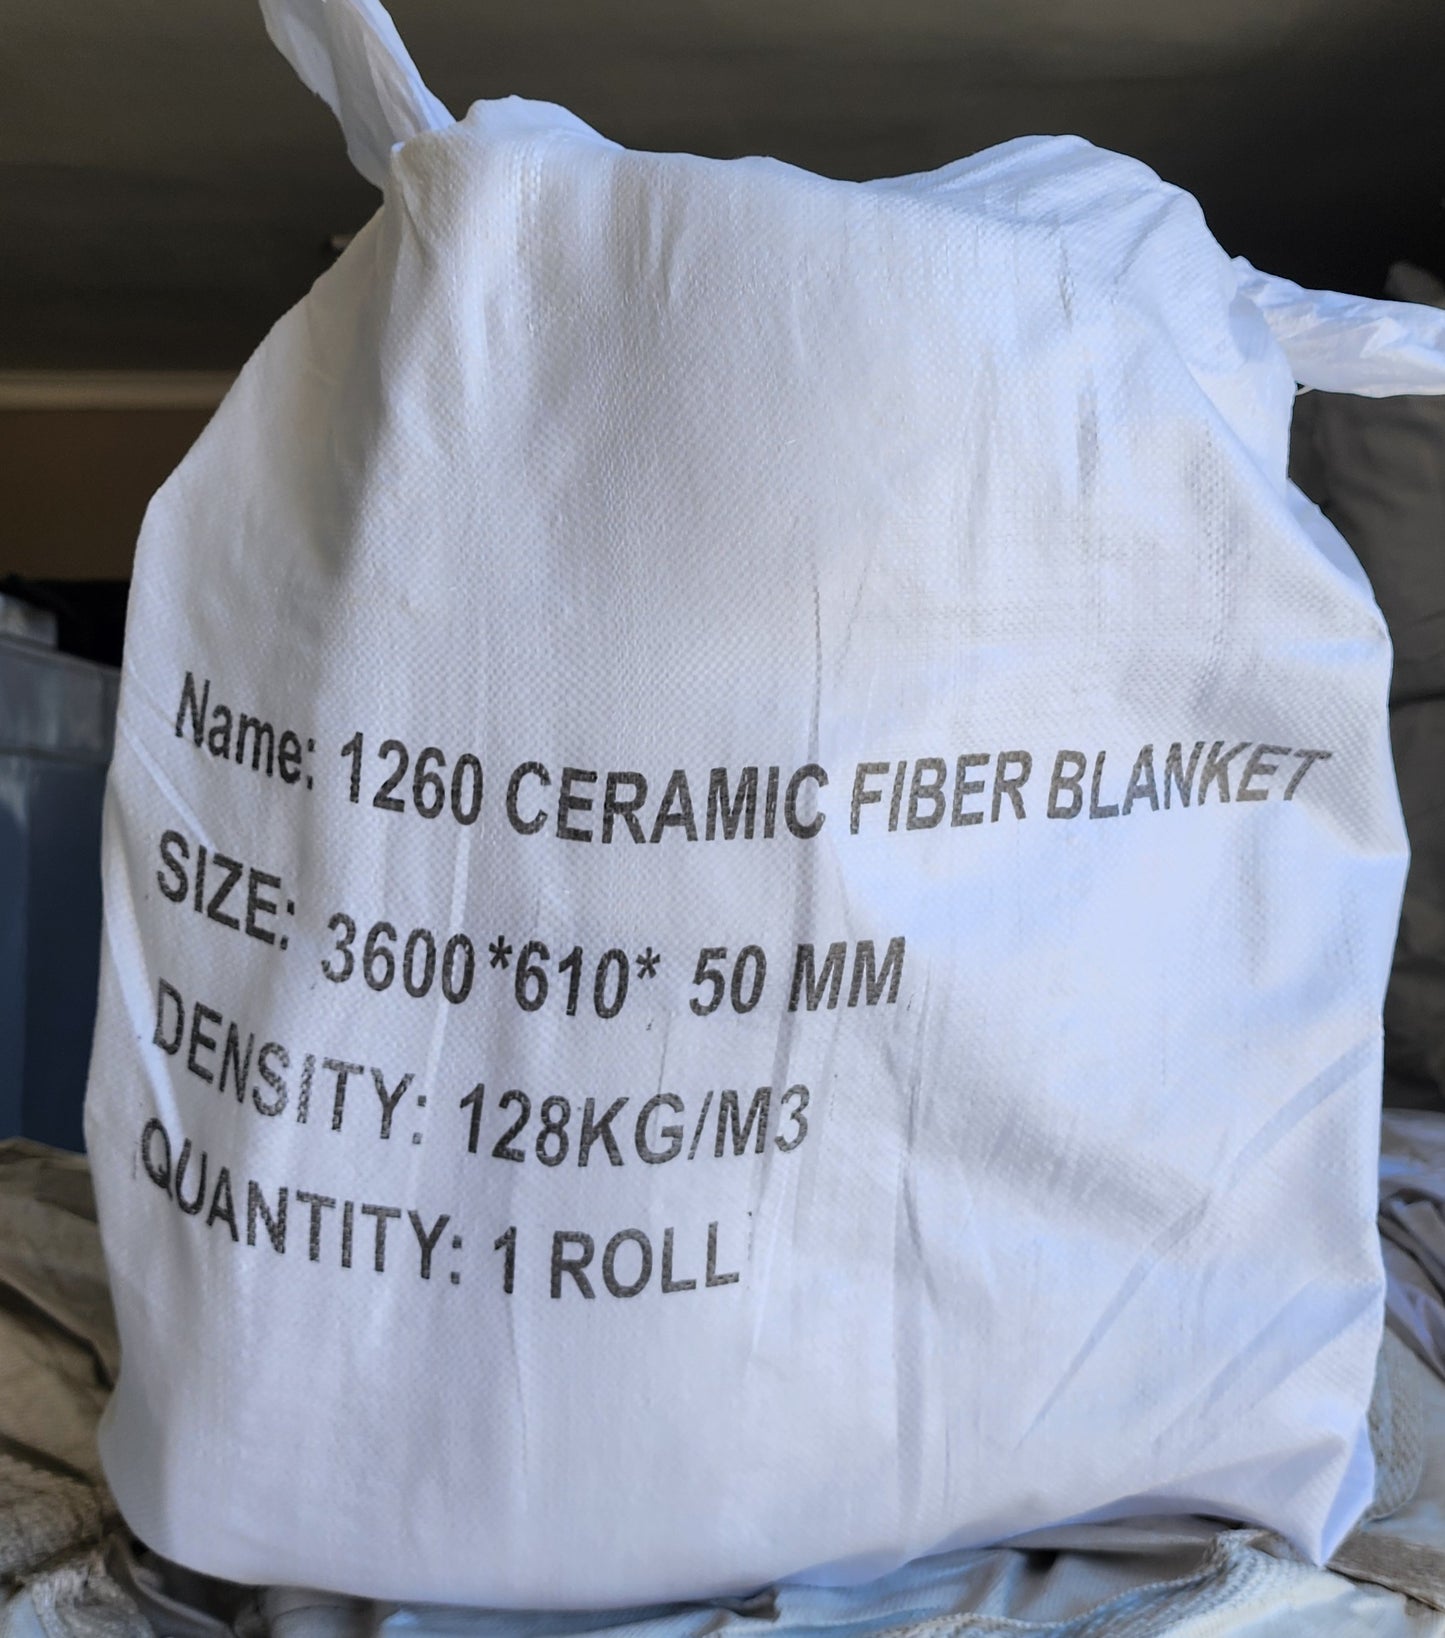 Name: 1260 CERAMIC FIBER BLANKET
SIZE: 3600*610* 50 MM
DENSITY: 128KG/M3
QUANTITY: 1 ROLL